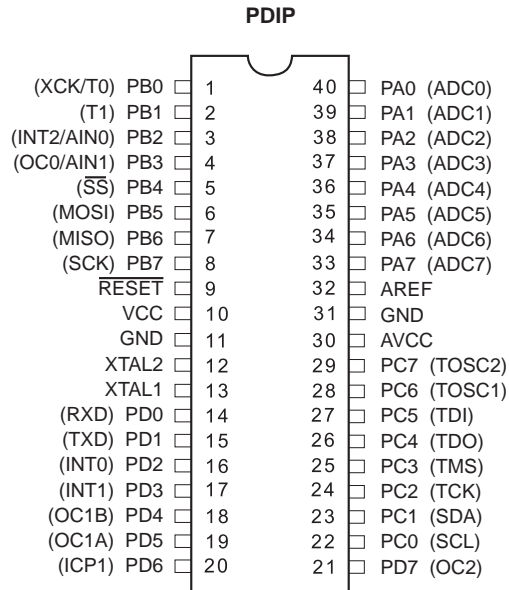 PDIP
(XCK/T0) PB0 1 40 PA0 (ADC0)
(T1) PB1 2 39 PA1 (ADC1)
(INT2/AIN0) PB2 3 38 PA2 (ADC2)
(OC0/AIN1) PB3 4 37 PA3 (ADC3)
(S̅S̅) PB4 5 36 PA4 (ADC4)
(MOSI) PB5 6 35 PA5 (ADC5)
(MISO) PB6 7 34 PA6 (ADC6)
(SCK) PB7 8 33 PA7 (ADC7)
R̅E̅S̅E̅T̅ 9 32 AREF
VCC 10 31 GND
GND 11 30 AVCC
XTAL2 12 29 PC7 (TOSC2)
XTAL1 13 28 PC6 (TOSC1)
(RXD) PD0 14 27 PC5 (TDI)
(TXD) PD1 15 26 PC4 (TDO)
(INT0) PD2 16 25 PC3 (TMS)
(INT1) PD3 17 24 PC2 (TCK)
(OC1B) PD4 18 23 PC1 (SDA)
(OC1A) PD5 19 22 PC0 (SCL)
(ICP1) PD6 20 21 PD7 (OC2)